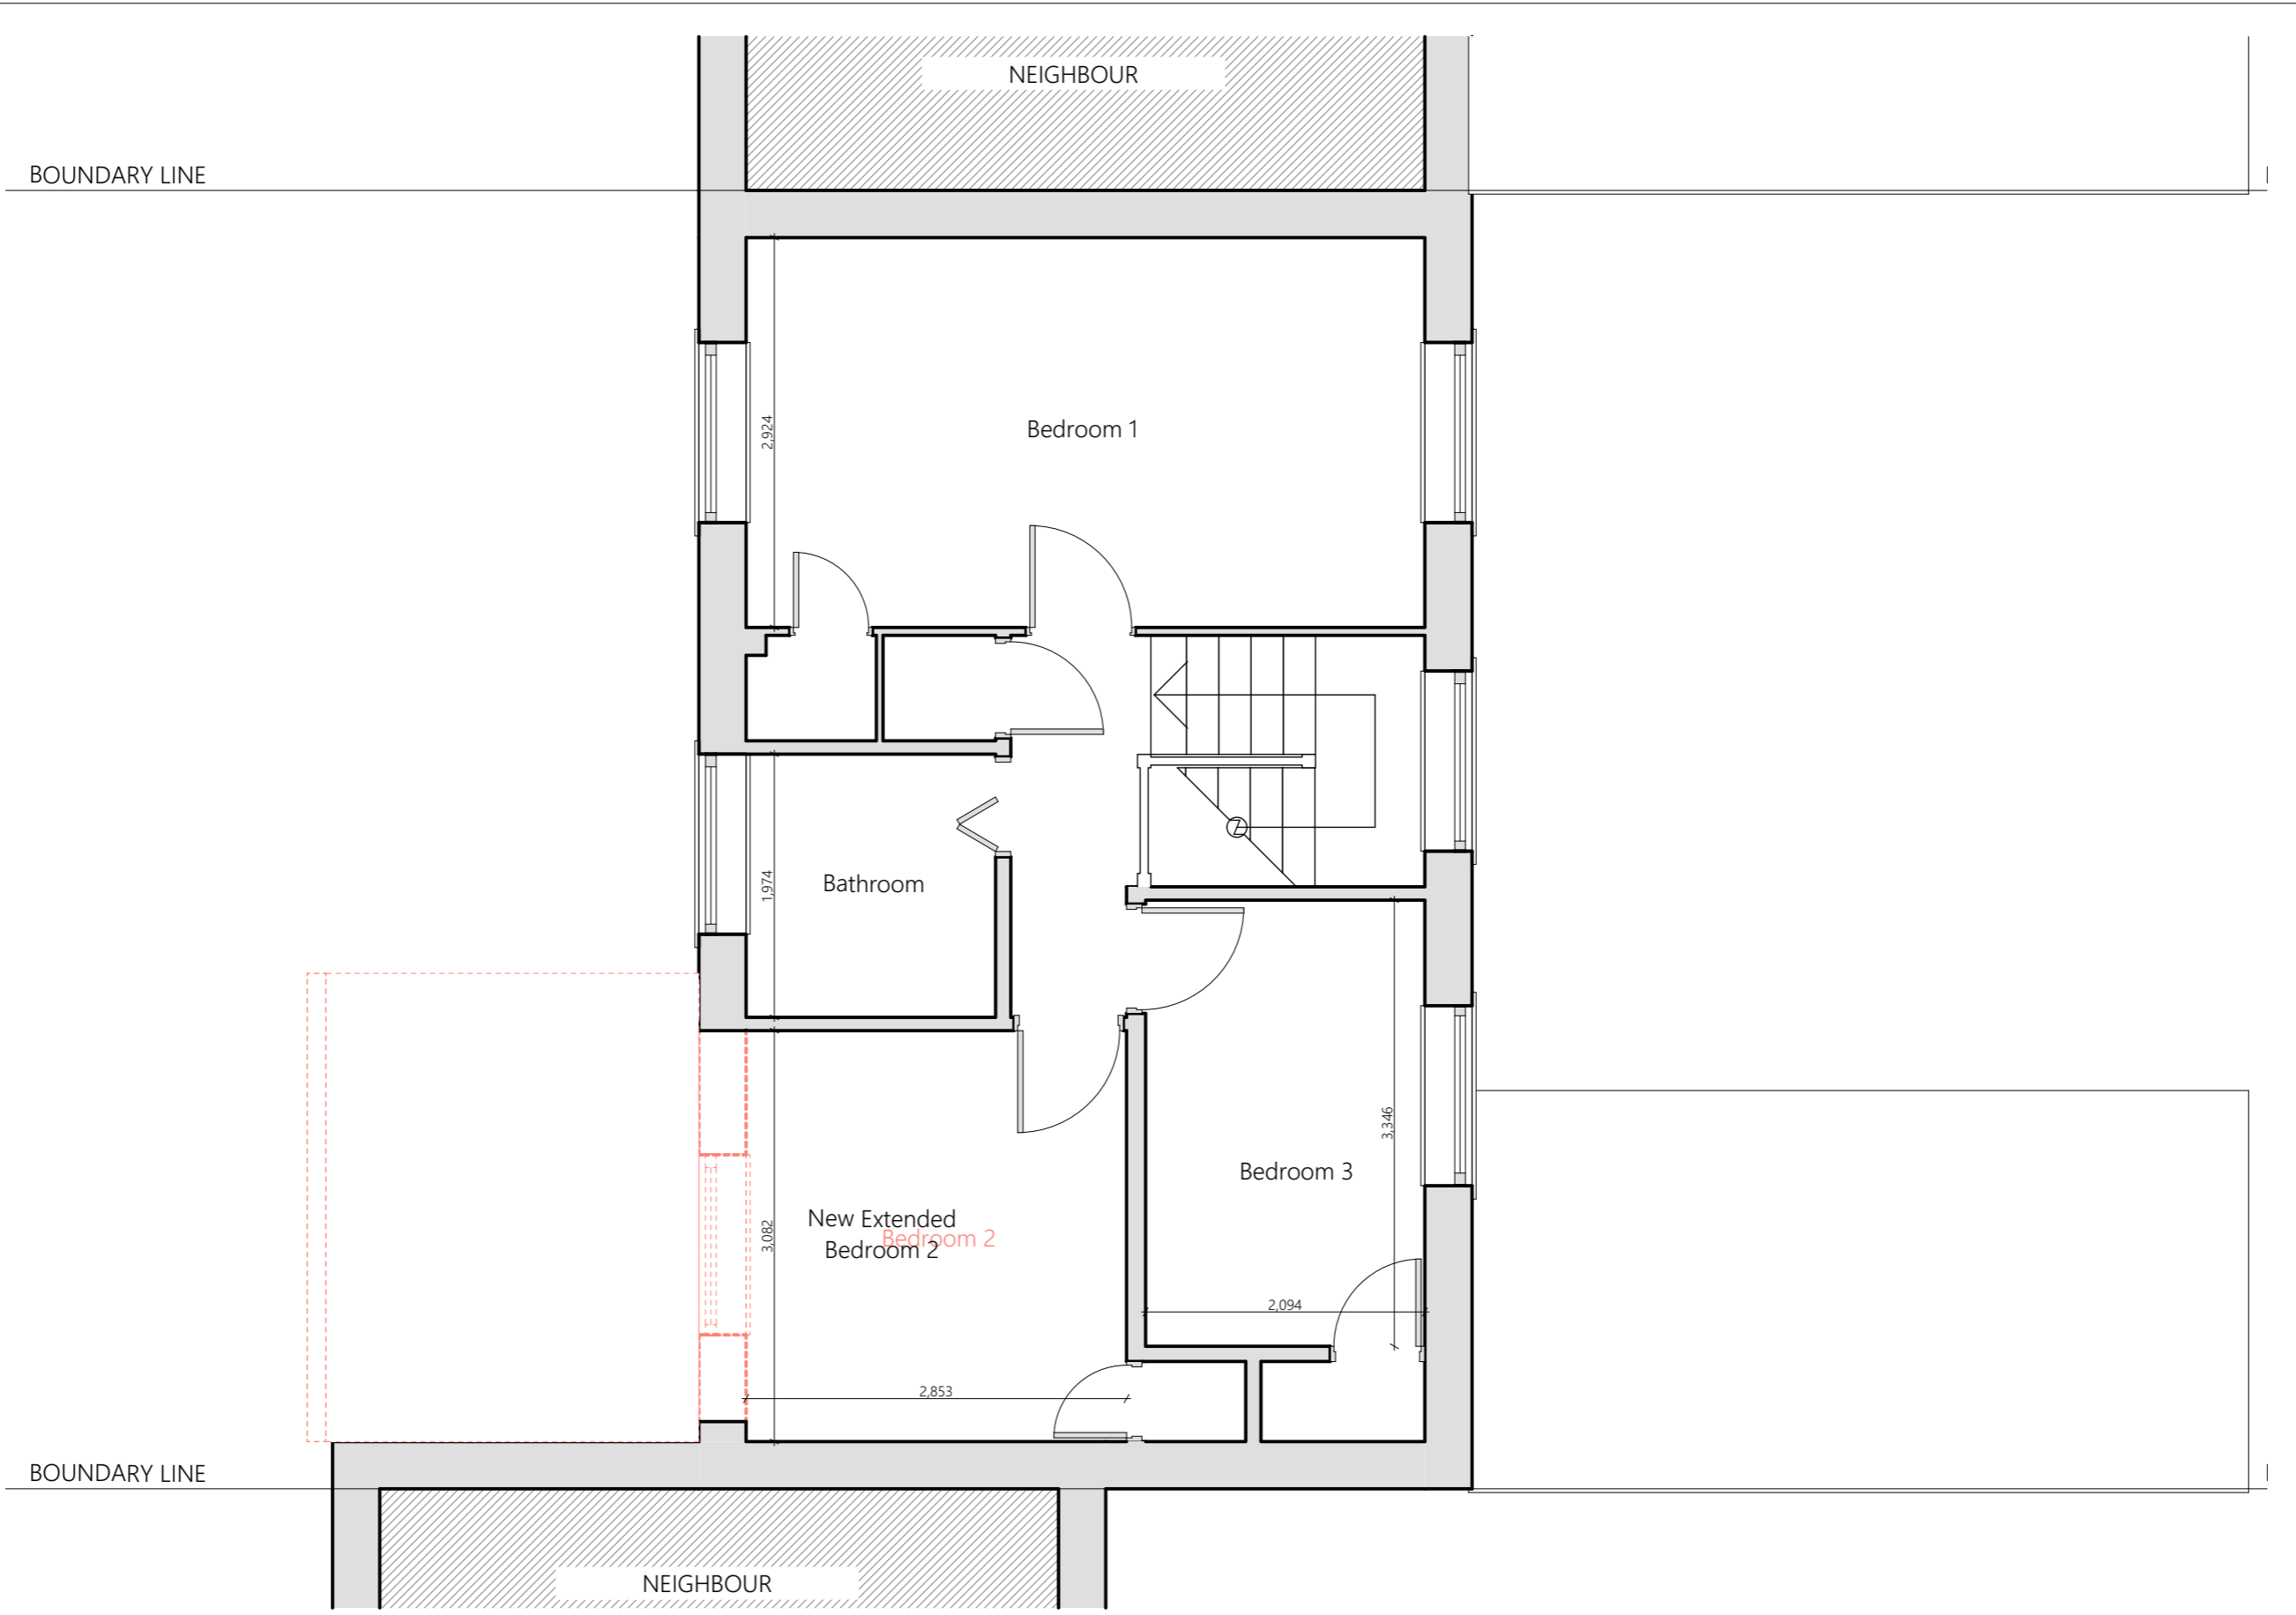 NEIGHBOUR
BOUNDARY LINE
2,924
Bedroom 1
1,974
Bathroom
3,346
Bedroom 3
New Extended
Bedroom 2
Bedroom 2
3,082
2,094
2,853
BOUNDARY LINE
NEIGHBOUR